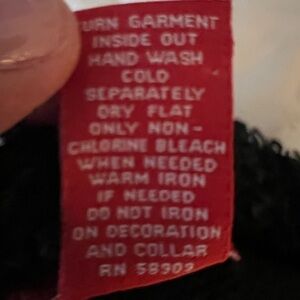 TURN GARMENT
INSIDE OUT
HAND WASH
COLD
SEPARATELY
DRY FLAT
ONLY NON-
CHLORINE BLEACH
WHEN NEEDED
WARM IRON
IF NEEDED
DO NOT IRON
ON DECORATION
AND COLLAR
RN 58902